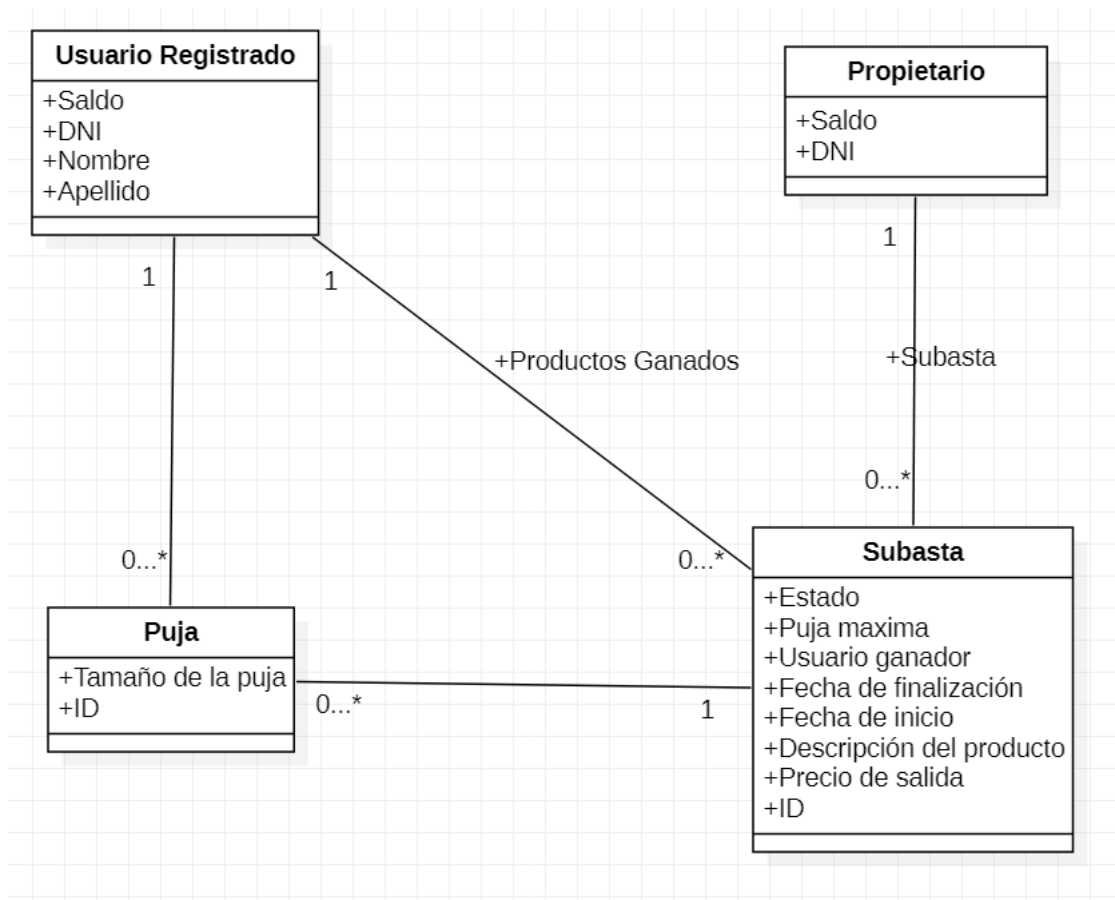 Usuario Registrado
+Saldo
+DNI
+Nombre
+Apellido
Propietario
+Saldo
+DNI
1
1
1
+Productos Ganados
+Subasta
0...*
0...*
0...*
Puja
+Tamaño de la puja
+ID
0...*
1
Subasta
+Estado
+Puja maxima
+Usuario ganador
+Fecha de finalización
+Fecha de inicio
+Descripción del producto
+Precio de salida
+ID